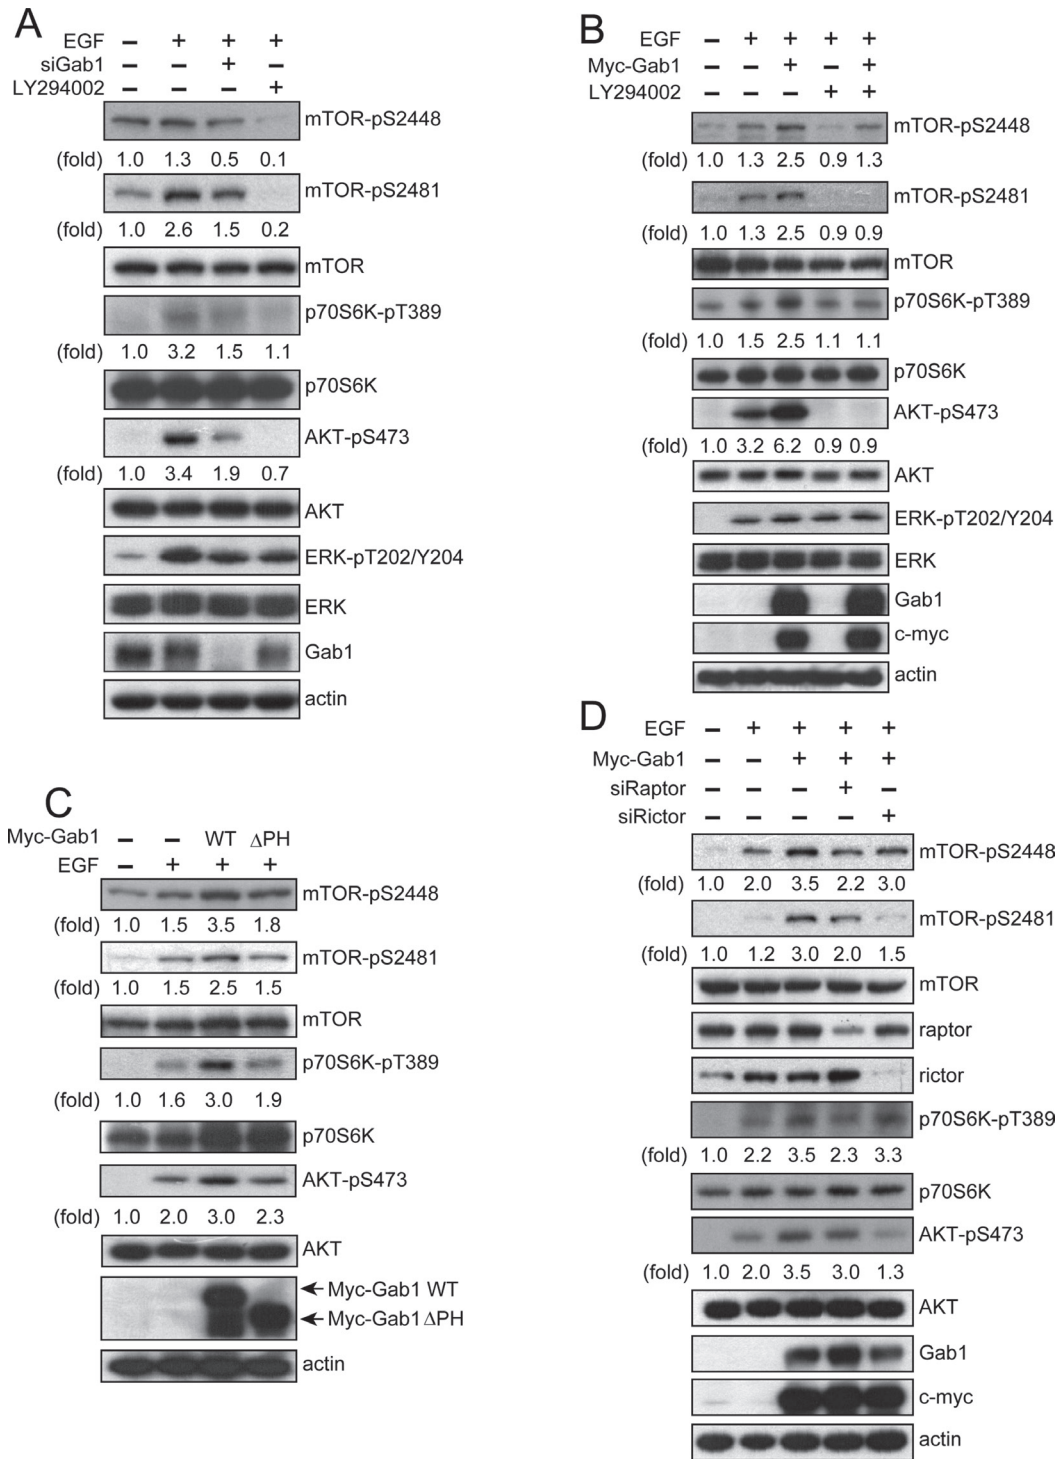 A
EGF − + + +
siGab1 − − + −
LY294002 − − − +
mTOR-pS2448
(fold) 1.0 1.3 0.5 0.1
mTOR-pS2481
(fold) 1.0 2.6 1.5 0.2
mTOR
p70S6K-pT389
(fold) 1.0 3.2 1.5 1.1
p70S6K
AKT-pS473
(fold) 1.0 3.4 1.9 0.7
AKT
ERK-pT202/Y204
ERK
Gab1
actin
B
EGF − + + + +
Myc-Gab1 − − + − +
LY294002 − − − + +
mTOR-pS2448
(fold) 1.0 1.3 2.5 0.9 1.3
mTOR-pS2481
(fold) 1.0 1.3 2.5 0.9 0.9
mTOR
p70S6K-pT389
(fold) 1.0 1.5 2.5 1.1 1.1
p70S6K
AKT-pS473
(fold) 1.0 3.2 6.2 0.9 0.9
AKT
ERK-pT202/Y204
ERK
Gab1
c-myc
actin
C
Myc-Gab1 − − WT ΔPH
EGF − + + +
mTOR-pS2448
(fold) 1.0 1.5 3.5 1.8
mTOR-pS2481
(fold) 1.0 1.5 2.5 1.5
mTOR
p70S6K-pT389
(fold) 1.0 1.6 3.0 1.9
p70S6K
AKT-pS473
(fold) 1.0 2.0 3.0 2.3
AKT
Myc-Gab1 WT
Myc-Gab1 ΔPH
actin
D
EGF − + + + +
Myc-Gab1 − − + + +
siRaptor − − − + −
siRictor − − − − +
mTOR-pS2448
(fold) 1.0 2.0 3.5 2.2 3.0
mTOR-pS2481
(fold) 1.0 1.2 3.0 2.0 1.5
mTOR
raptor
rictor
p70S6K-pT389
(fold) 1.0 2.2 3.5 2.3 3.3
p70S6K
AKT-pS473
(fold) 1.0 2.0 3.5 3.0 1.3
AKT
Gab1
c-myc
actin